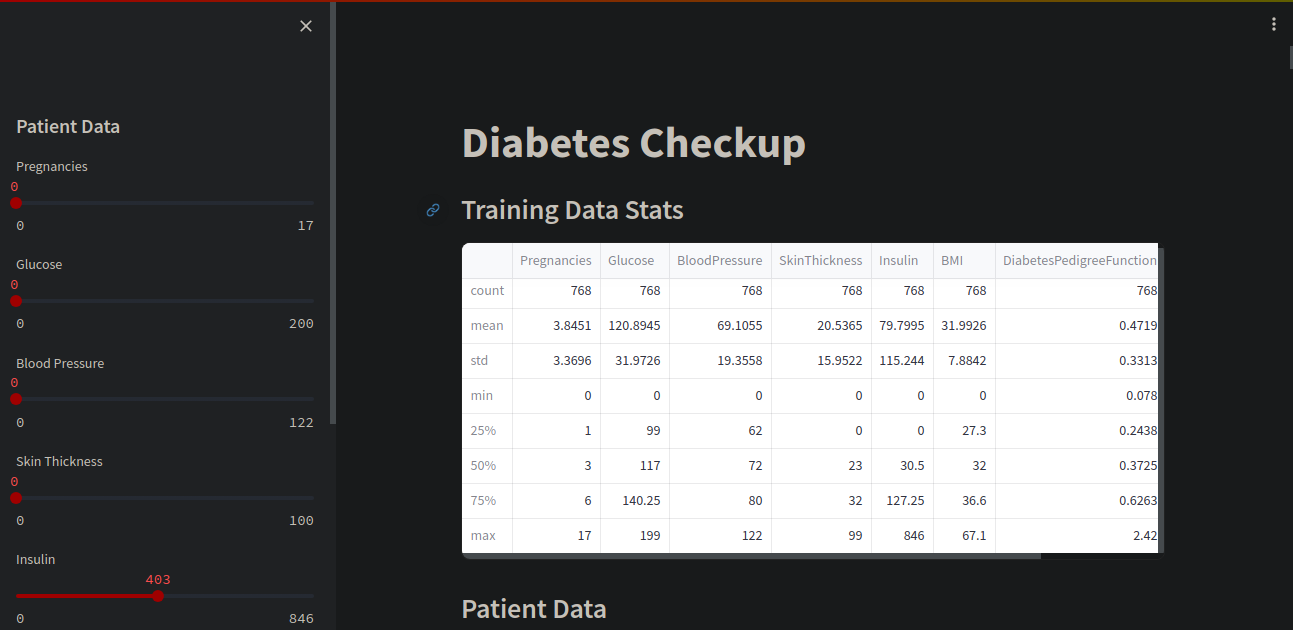 Patient Data
Pregnancies
0
0 17
Glucose
0
0 200
Blood Pressure
0
0 122
Skin Thickness
0
0 100
Insulin
403
0 846
Diabetes Checkup
Training Data Stats
Pregnancies Glucose BloodPressure SkinThickness Insulin BMI DiabetesPedigreeFunction
count 768 768 768 768 768 768 768
mean 3.8451 120.8945 69.1055 20.5365 79.7995 31.9926 0.4719
std 3.3696 31.9726 19.3558 15.9522 115.244 7.8842 0.3313
min 0 0 0 0 0 0 0.078
25% 1 99 62 0 0 27.3 0.2438
50% 3 117 72 23 30.5 32 0.3725
75% 6 140.25 80 32 127.25 36.6 0.6263
max 17 199 122 99 846 67.1 2.42
Patient Data